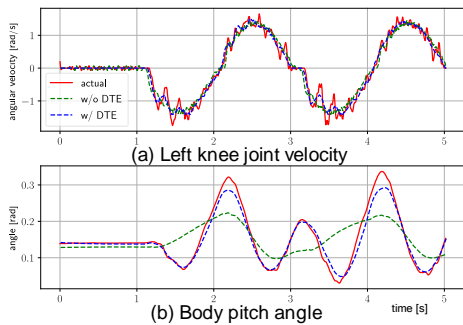 angular veloccty [rad/s]
1
0
−1
actual
w/o DTE
w/ DTE
0
1
2
3
4
5
(a) Left knee joint velocity
angle [rad]
0.3
0.2
0.1
0
1
2
3
4
5
time [s]
(b) Body pitch angle